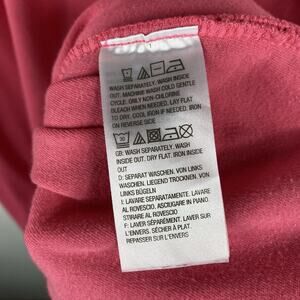 WASH SEPARATELY. WASH INSIDE
OUT. MACHINE WASH COLD GENTLE
CYCLE. ONLY NON-CHLORINE
BLEACH WHEN NEEDED. LAY FLAT
TO DRY. COOL IRON IF NEEDED IRON
ON REVERSE SIDE
30
GB: WASH SEPARATELY. WASH
INSIDE OUT. DRY FLAT. IRON INSIDE
OUT
D: SEPARAT WASCHEN. VON LINKS
WASCHEN. LIEGEND TROCKNEN. VON
LINKS BÜGELN
I: LAVARE SEPARATAMENTE. LAVARE
AL ROVESCIO. ASCIUGARE IN PIANO.
STIRARE AL ROVESCIO
F: LAVER SÉPARÉMENT. LAVER
SUR L'ENVERS. SÉCHER À PLAT.
REPASSER SUR L'ENVERS